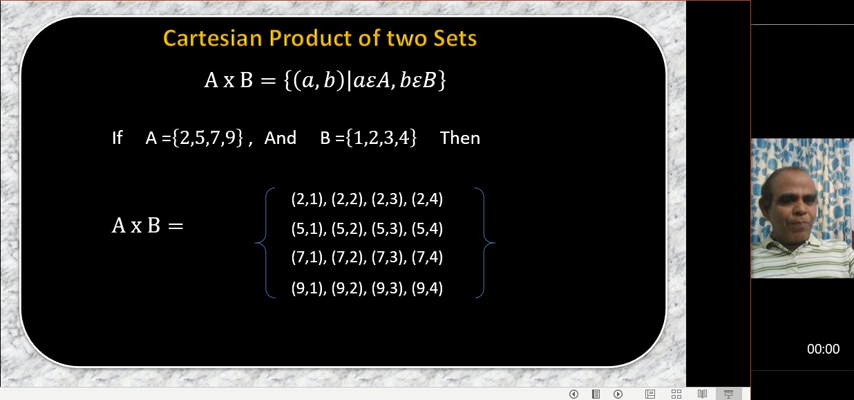 Cartesian Product of two Sets
A x B = {(a, b)|aεA, bεB}
If A ={2,5,7,9} , And B ={1,2,3,4} Then
A x B =
(2,1), (2,2), (2,3), (2,4)
(5,1), (5,2), (5,3), (5,4)
(7,1), (7,2), (7,3), (7,4)
(9,1), (9,2), (9,3), (9,4)
00:00